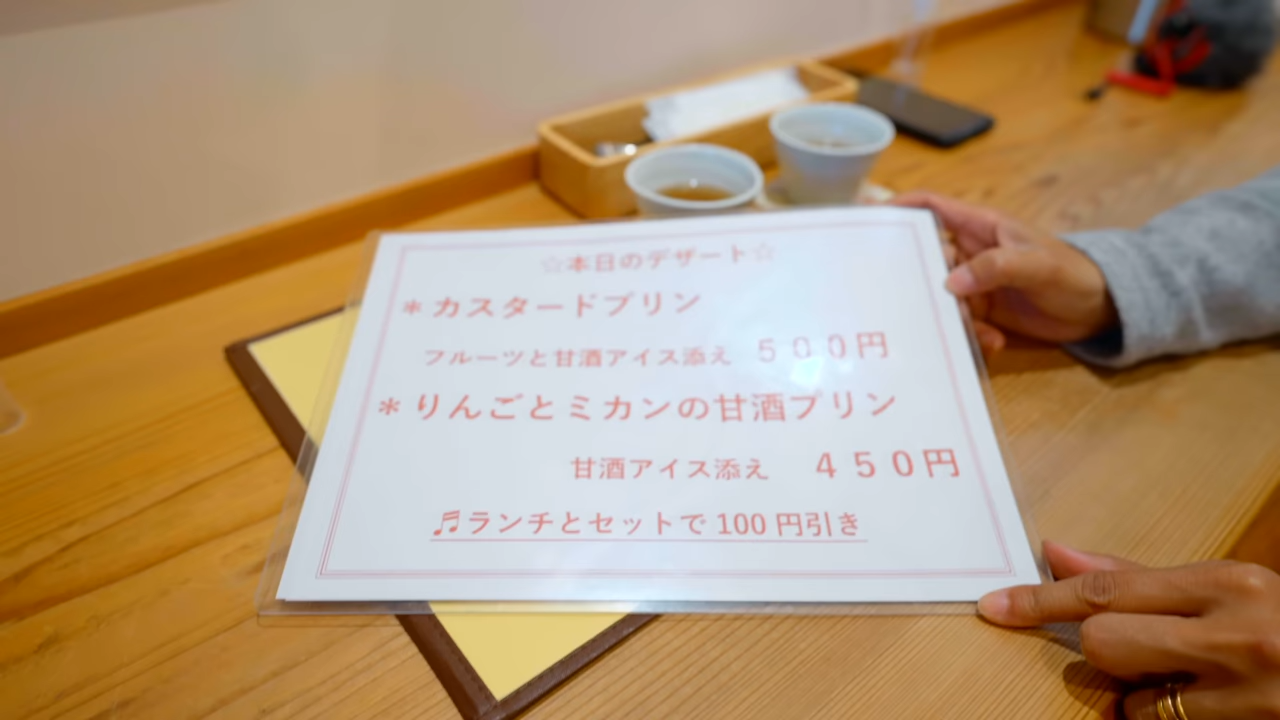 ☆本日のデザート☆
＊カスタードプリン
フルーツと甘酒アイス添え ５００円
＊りんごとミカンの甘酒プリン
甘酒アイス添え ４５０円
♬ランチとセットで100円引き